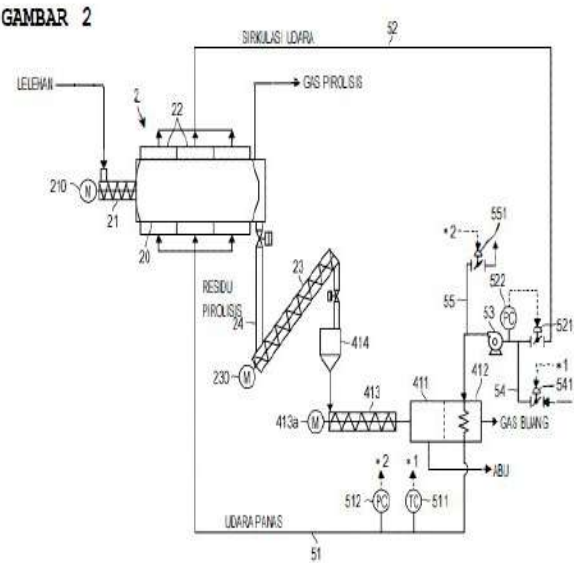 GAMBAR 2
SIRKULASI UDARA
52
LELEHAN
GAS PIROLISIS
2
22
210
M
21
20
RESIDU
PIROLISIS
24
23
230
M
414
*2
551
55
522
PC
53
521
*1
54
541
413a
M
413
411
412
GAS BUANG
ABU
*2
*1
512
PC
TC
511
UDARA PANAS
51